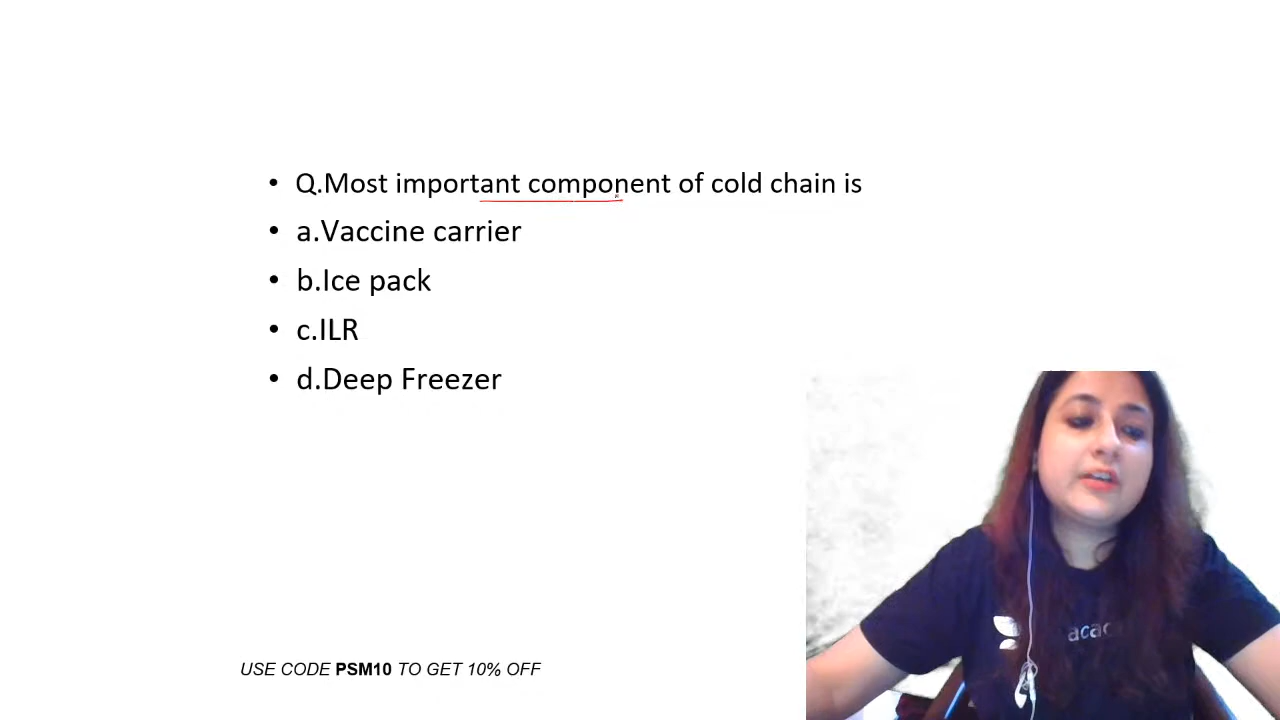 • Q.Most important component of cold chain is
• a.Vaccine carrier
• b.Ice pack
• c.ILR
• d.Deep Freezer
acac
USE CODE PSM10 TO GET 10% OFF